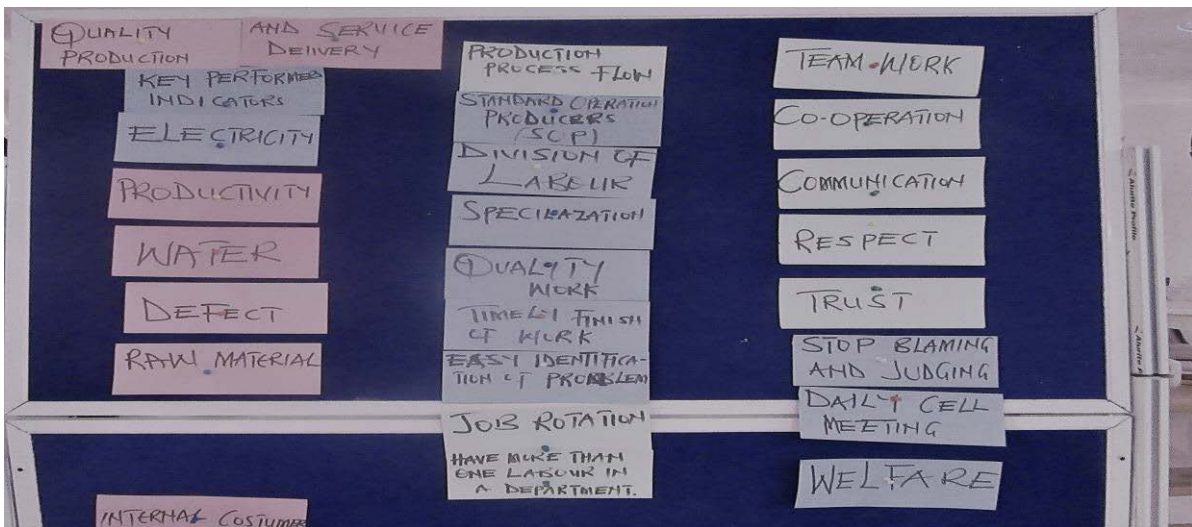 QUALITY PRODUCTION
AND SERVICE DELIVERY
KEY PERFORMED
INDICATORS
ELECTRICITY
PRODUCTIVITY
WATER
DEFECT
RAW MATERIAL
INTERNAL COSTUMER
PRODUCTION
PROCESS FLOW
STANDARD OPERATION
PRODUCERS
(SOP)
DIVISION OF
LABOUR
SPECILAZATION
QUALITY
WORK
TIMELY FINISH
OF WORK
EASY IDENTIFICA-
TION OF PROBLEM
JOB ROTATION
HAVE MORE THAN
ONE LABOUR IN
A DEPARTMENT.
TEAM WORK
CO-OPERATION
COMMUNICATION
RESPECT
TRUST
STOP BLAMING
AND JUDGING
DAILY CELL
MEETING
WELFARE